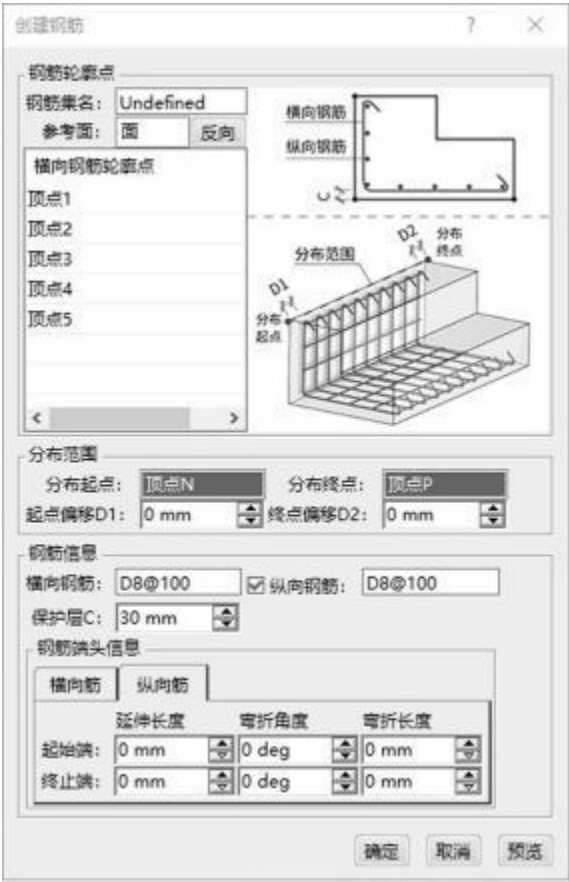 创建钢筋 ? ×
钢筋轮廓点
钢筋集名: Undefined
参考面: 面 反向
横向钢筋轮廓点
顶点1
顶点2
顶点3
顶点4
顶点5
横向钢筋
纵向钢筋
C
D2 分布终点
分布范围
D1
分布起点
分布范围
分布起点: 顶点N 分布终点: 顶点P
起点偏移D1: 0 mm 终点偏移D2: 0 mm
钢筋信息
横向钢筋: D8@100 纵向钢筋: D8@100
保护层C: 30 mm
钢筋端头信息
横向筋 纵向筋
延伸长度 弯折角度 弯折长度
起始端: 0 mm 0 deg 0 mm
终止端: 0 mm 0 deg 0 mm
确定 取消 预览